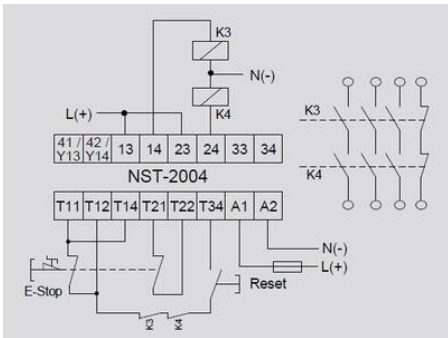 K3
N(-)
L(+)
K4
41 / Y13
42 / Y14
13
14
23
24
33
34
NST-2004
T11
T12
T14
T21
T22
T34
A1
A2
K3
K4
N(-)
L(+)
E-Stop
Reset
K3
K4